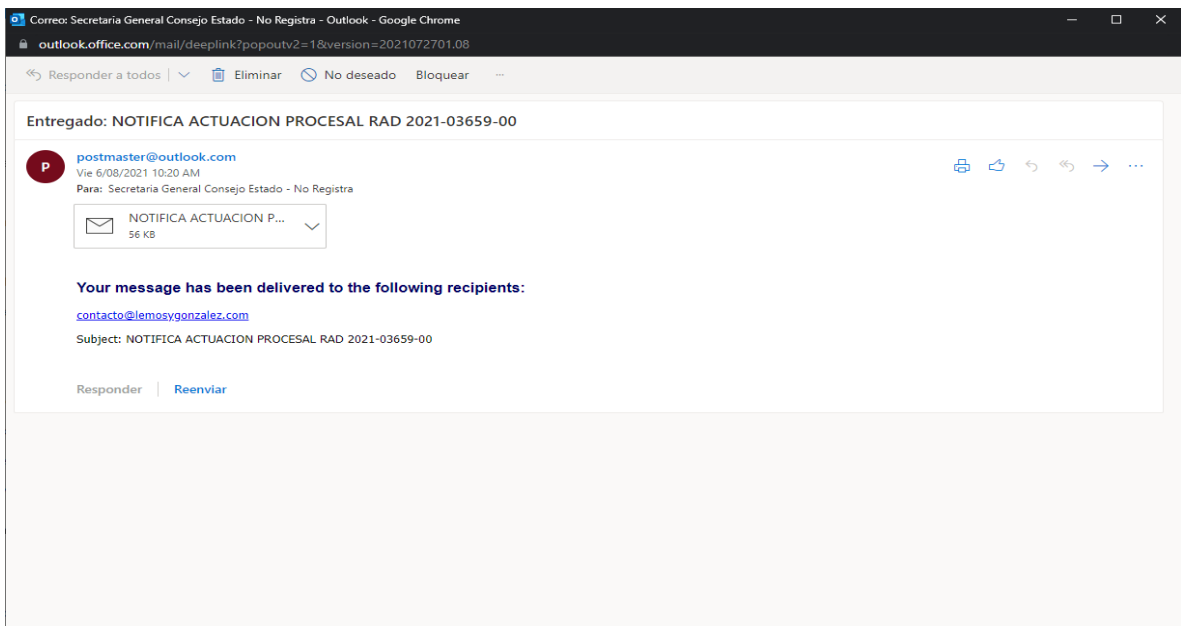 Correo: Secretaria General Consejo Estado - No Registra - Outlook - Google Chrome
outlook.office.com/mail/deeplink?popoutv2=1&version=2021072701.08
Responder a todos Eliminar No deseado Bloquear ...
Entregado: NOTIFICA ACTUACION PROCESAL RAD 2021-03659-00
P
postmaster@outlook.com
Vie 6/08/2021 10:20 AM
Para: Secretaria General Consejo Estado - No Registra
NOTIFICA ACTUACION P...
56 KB
Your message has been delivered to the following recipients:
contacto@lemosygonzalez.com
Subject: NOTIFICA ACTUACION PROCESAL RAD 2021-03659-00
Responder Reenviar